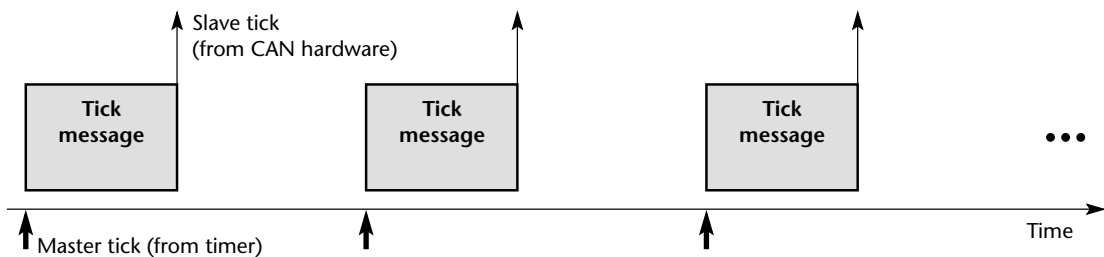 Slave tick
(from CAN hardware)
Tick
message
Tick
message
Tick
message
•••
Time
Master tick (from timer)